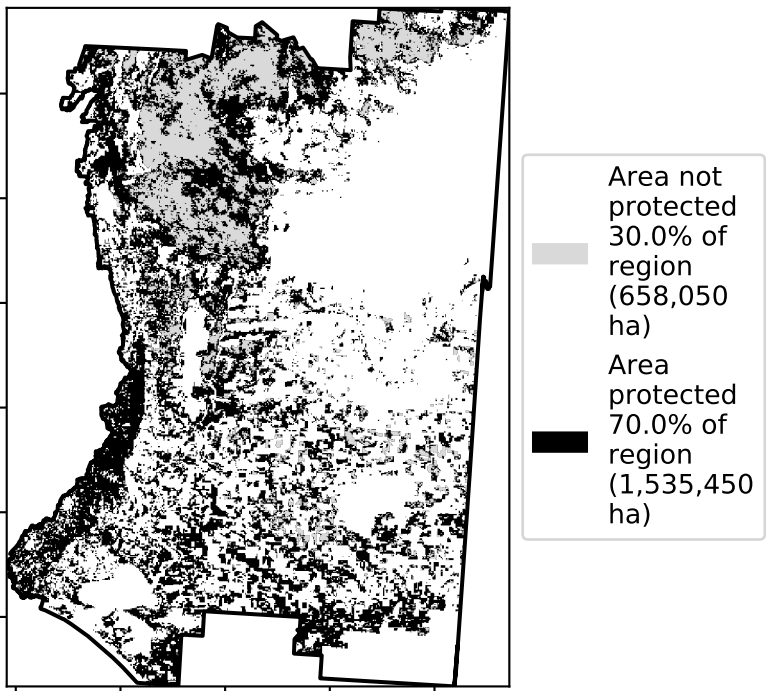 Area not
protected
30.0% of
region
(658,050
ha)
Area
protected
70.0% of
region
(1,535,450
ha)